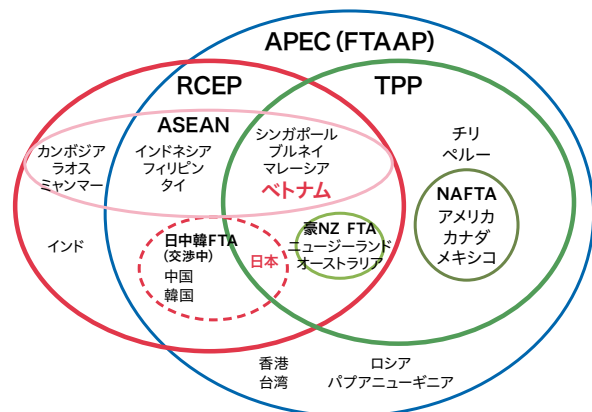 APEC (FTAAP)
RCEP
TPP
ASEAN
カンボジア
ラオス
ミャンマー
インドネシア
フィリピン
タイ
シンガポール
ブルネイ
マレーシア
ベトナム
チリ
ペルー
NAFTA
アメリカ
カナダ
メキシコ
インド
日中韓FTA
(交渉中)
中国
韓国
日本
豪NZ FTA
ニュージーランド
オーストラリア
香港
台湾
ロシア
パプアニューギニア